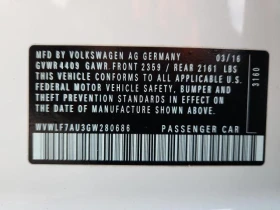 MFD BY VOLKSWAGEN AG GERMANY 03/16
GVWR4409 GAWR.FRONT 2359 / REAR 2161 LBS
THIS VEHICLE CONFORMS TO ALL APPLICABLE U.S.
FEDERAL MOTOR VEHICLE SAFETY, BUMPER AND
THEFT PREVENTION STANDARDS IN EFFECT ON THE
DATE OF MANUFACTURE SHOWN ABOVE
WVWLF7AU3GW280686 PASSENGER CAR
3160